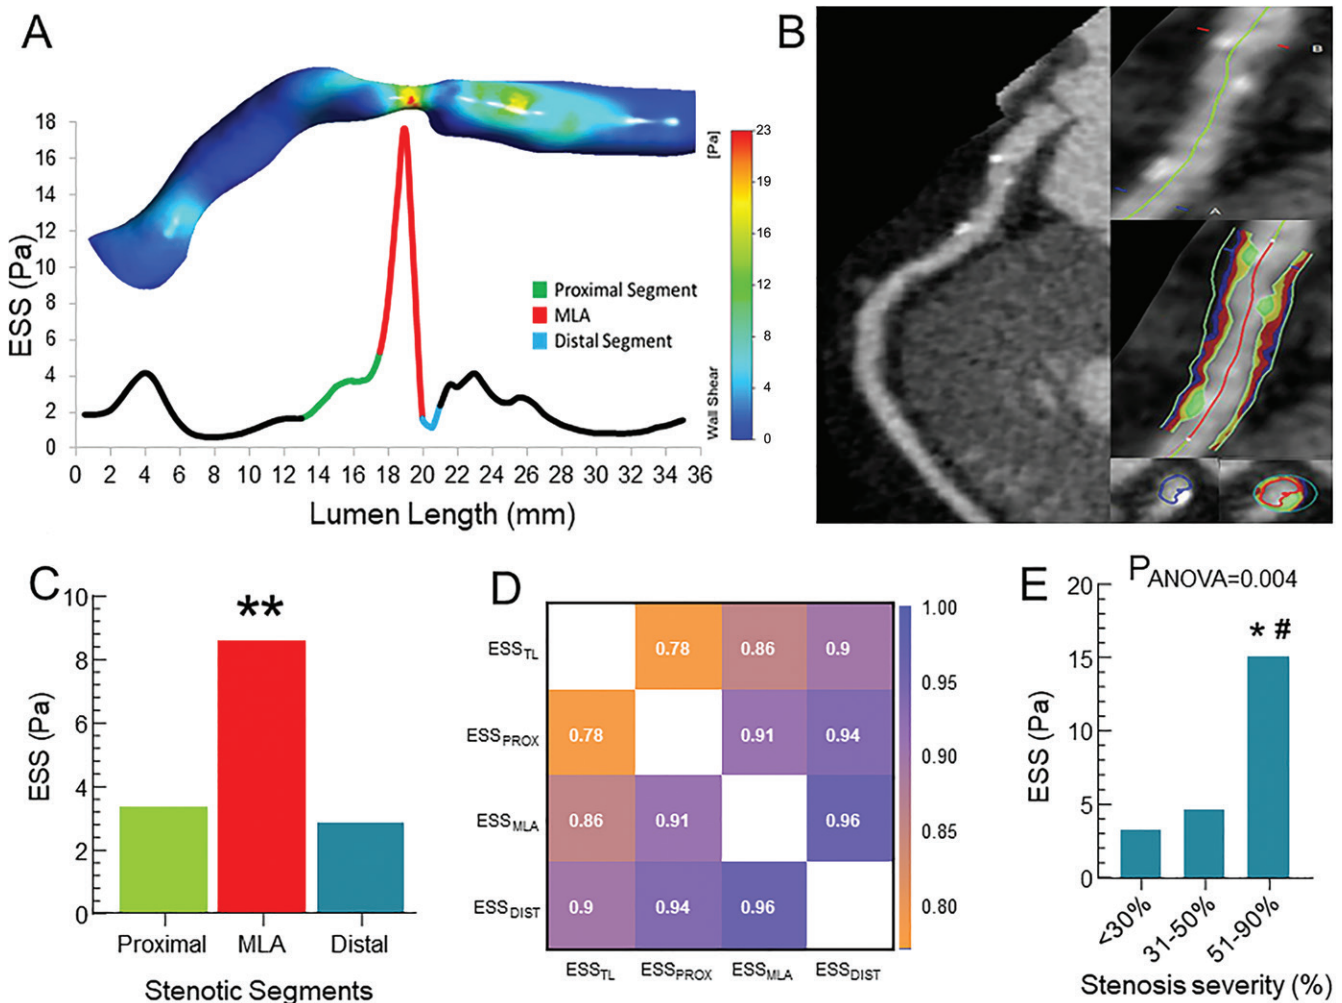 A
18
16
14
12
10
8
6
4
2
0
ESS (Pa)
0 2 4 6 8 10 12 14 16 18 20 22 24 26 28 30 32 34 36
Lumen Length (mm)
Proximal Segment
MLA
Distal Segment
[Pa]
23
19
16
12
8
4
0
Wall Shear
B
B
A
C
10
8
6
4
2
0
ESS (Pa)
**
Proximal MLA Distal
Stenotic Segments
D
ESSTL 0.78 0.86 0.9
ESSPROX 0.78 0.91 0.94
ESSMLA 0.86 0.91 0.96
ESSDIST 0.9 0.94 0.96
ESSTL ESSPROX ESSMLA ESSDIST
1.00
0.95
0.90
0.85
0.80
E
PANOVA=0.004
20
15
10
5
0
ESS (Pa)
* #
<30% 31-50% 51-90%
Stenosis severity (%)